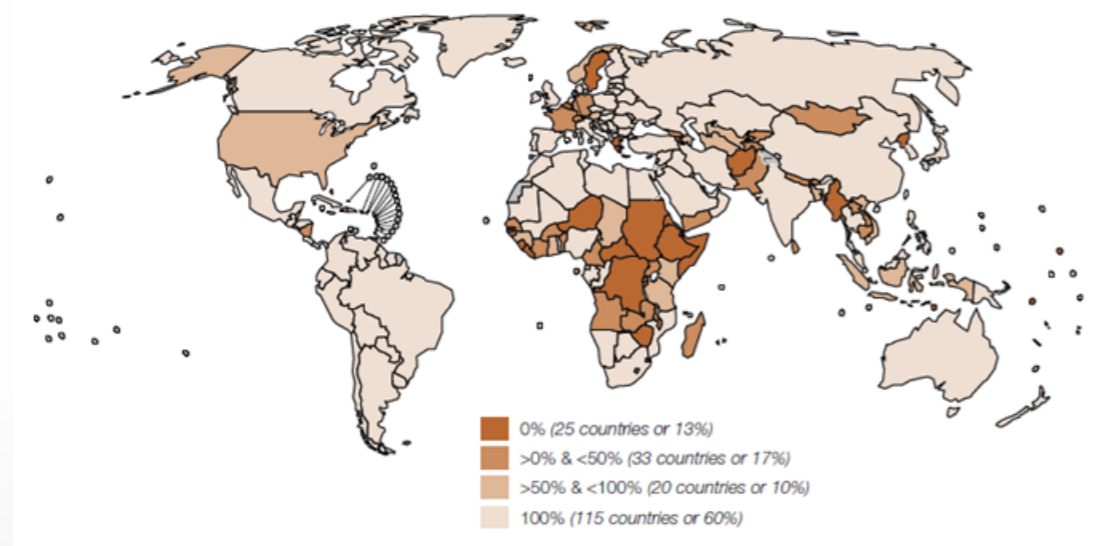 0% (25 countries or 13%)
>0% & <50% (33 countries or 17%)
>50% & <100% (20 countries or 10%)
100% (115 countries or 60%)